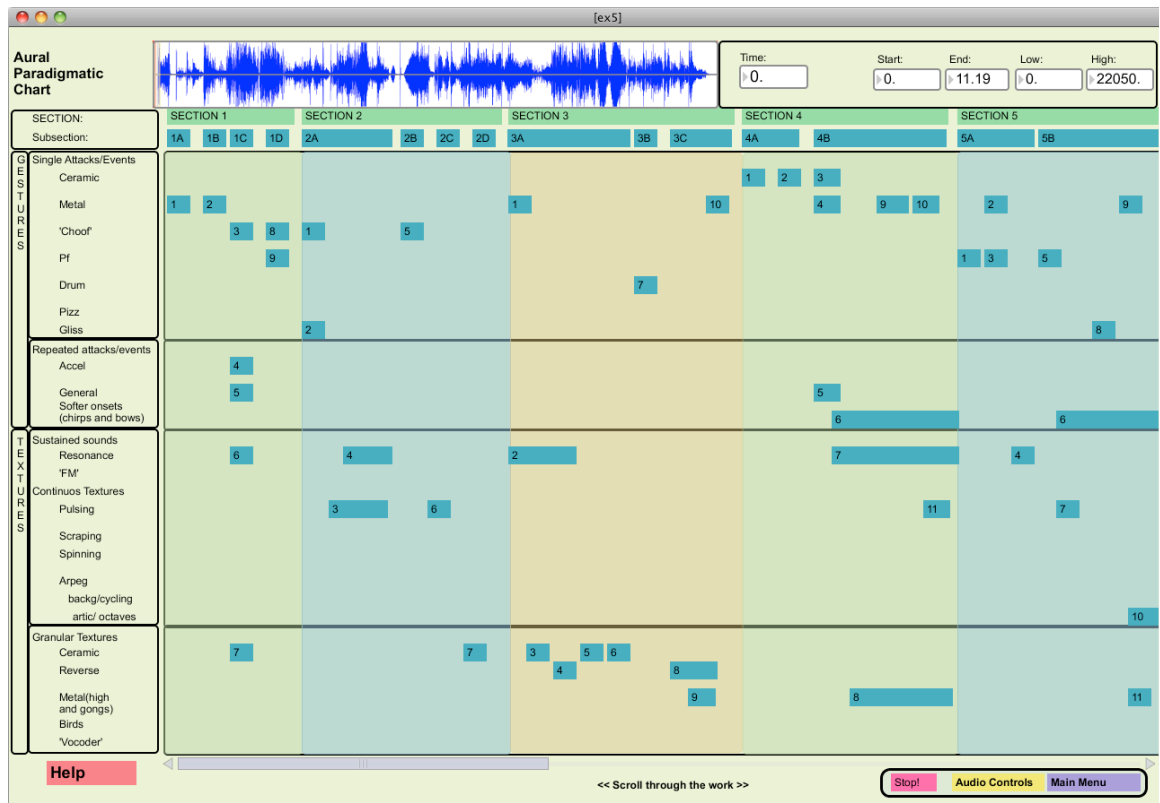 [ex5]
Aural
Paradigmatic
Chart
Time: Start: End: Low: High:
0. 0. 11.19 0. 22050.
SECTION: SECTION 1 SECTION 2 SECTION 3 SECTION 4 SECTION 5
Subsection: 1A 1B 1C 1D 2A 2B 2C 2D 3A 3B 3C 4A 4B 5A 5B
GESTURES
Single Attacks/Events
Ceramic 1 2 3
Metal 1 2 1 10 4 9 10 2 9
'Choof' 3 8 1 5
Pf 9 1 3 5
Drum 7
Pizz
Gliss 2 8
Repeated attacks/events
Accel 4
General 5 5
Softer onsets
(chirps and bows) 6 6
TEXTURES
Sustained sounds
Resonance 6 4 2 7 4
'FM'
Continuos Textures
Pulsing 3 6 11 7
Scraping
Spinning
Arpeg
backg/cycling
artic/ octaves 10
Granular Textures
Ceramic 7 7 3 5 6
Reverse 4 8
Metal(high 9 8 11
and gongs)
Birds
'Vocoder'
Help
<< Scroll through the work >>
Stop! Audio Controls Main Menu